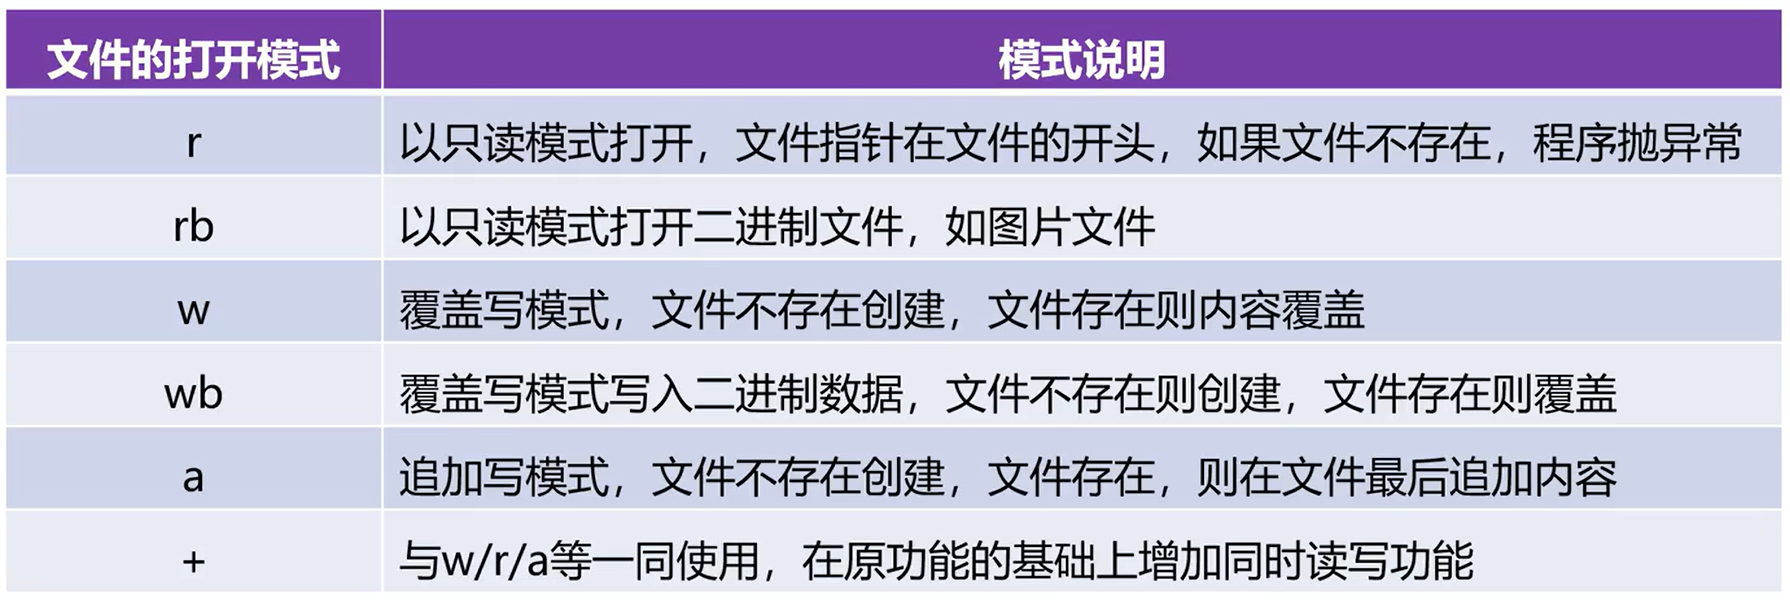 文件的打开模式 模式说明
r 以只读模式打开，文件指针在文件的开头，如果文件不存在，程序抛异常
rb 以只读模式打开二进制文件，如图片文件
w 覆盖写模式，文件不存在创建，文件存在则内容覆盖
wb 覆盖写模式写入二进制数据，文件不存在则创建，文件存在则覆盖
a 追加写模式，文件不存在创建，文件存在，则在文件最后追加内容
+ 与w/r/a等一同使用，在原功能的基础上增加同时读写功能